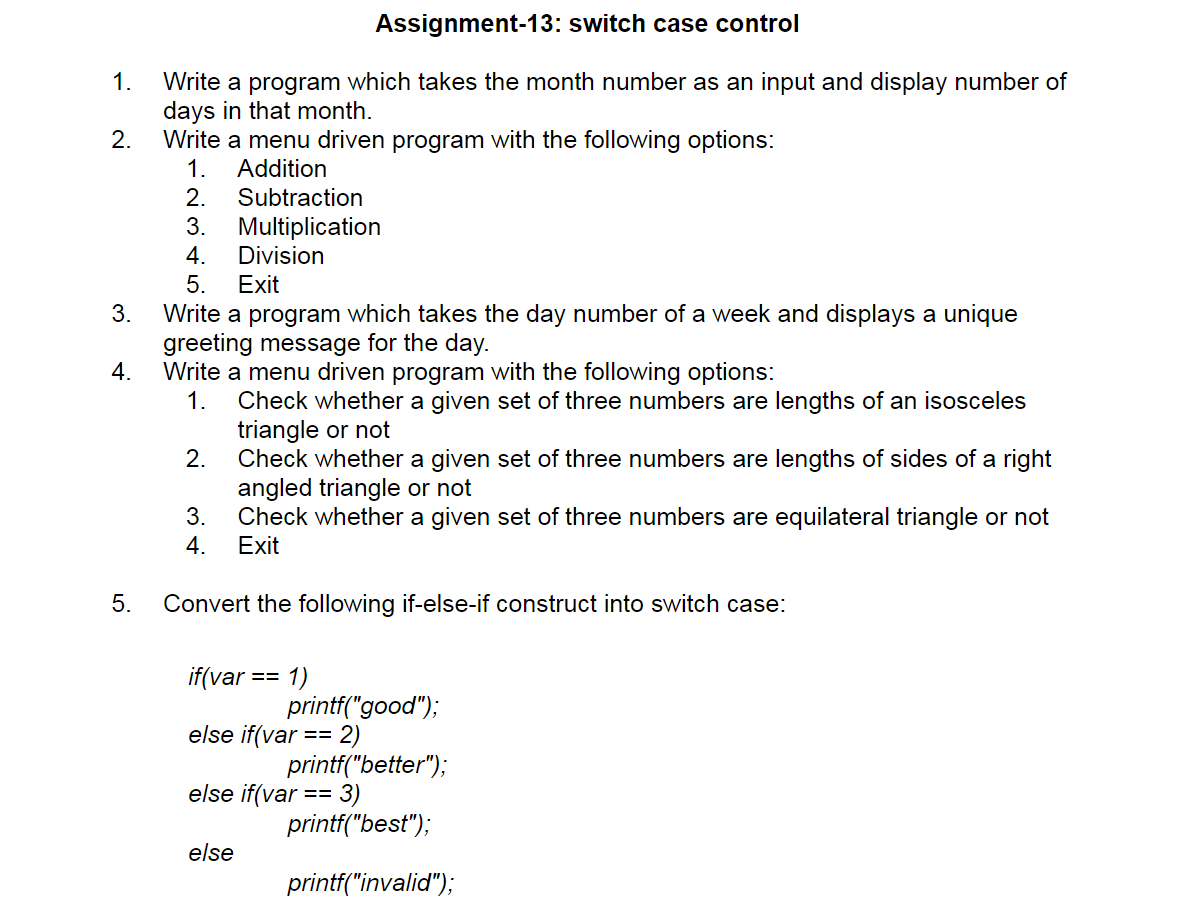 Assignment-13: switch case control
1. Write a program which takes the month number as an input and display number of
days in that month.
2. Write a menu driven program with the following options:
1. Addition
2. Subtraction
3. Multiplication
4. Division
5. Exit
3. Write a program which takes the day number of a week and displays a unique
greeting message for the day.
4. Write a menu driven program with the following options:
1. Check whether a given set of three numbers are lengths of an isosceles
triangle or not
2. Check whether a given set of three numbers are lengths of sides of a right
angled triangle or not
3. Check whether a given set of three numbers are equilateral triangle or not
4. Exit
5. Convert the following if-else-if construct into switch case:
if(var == 1)
printf("good");
else if(var == 2)
printf("better");
else if(var == 3)
printf("best");
else
printf("invalid");